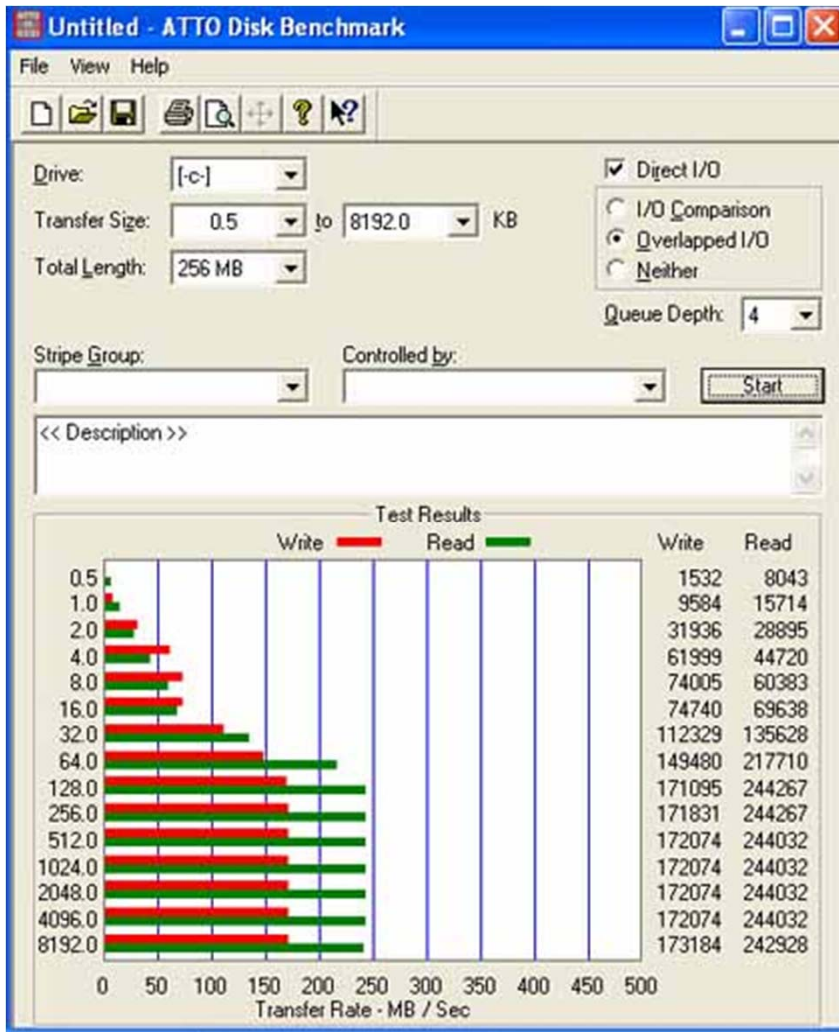 Untitled - ATTO Disk Benchmark
File View Help
Drive: [-c-] Direct I/O
Transfer Size: 0.5 to 8192.0 KB I/O Comparison
Overlapped I/O
Total Length: 256 MB Neither
Queue Depth: 4
Stripe Group: Controlled by:
Start
<< Description >>
Test Results
Write Read Write Read
0.5 1532 8043
1.0 9584 15714
2.0 31936 28895
4.0 61999 44720
8.0 74005 60383
16.0 74740 69638
32.0 112329 135628
64.0 149480 217710
128.0 171095 244267
256.0 171831 244267
512.0 172074 244032
1024.0 172074 244032
2048.0 172074 244032
4096.0 172074 244032
8192.0 173184 242928
0 50 100 150 200 250 300 350 400 450 500
Transfer Rate - MB / Sec